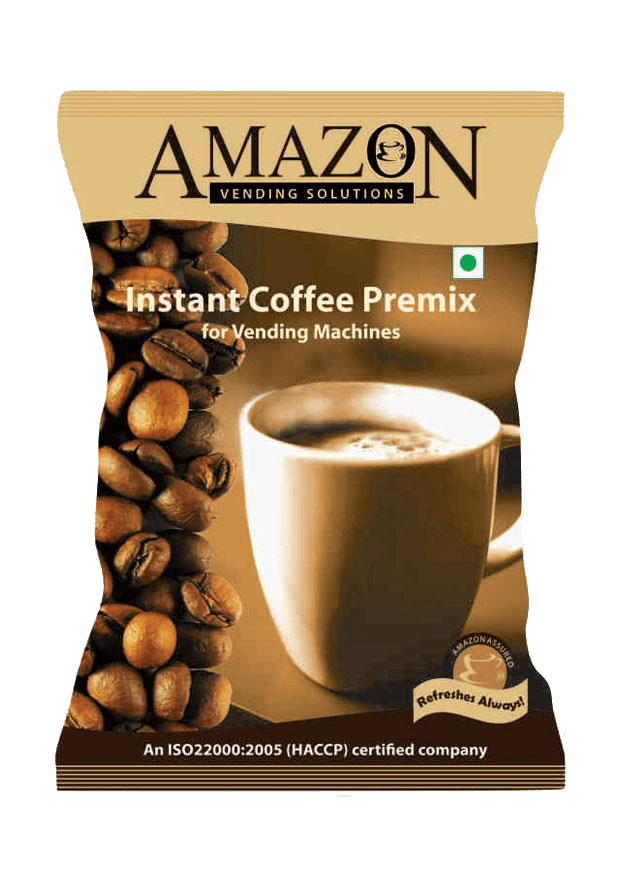 AMAZON
VENDING SOLUTIONS
Instant Coffee Premix
for Vending Machines
AMAZON ASSURED
Refreshes Always!
An ISO22000:2005 (HACCP) certified company